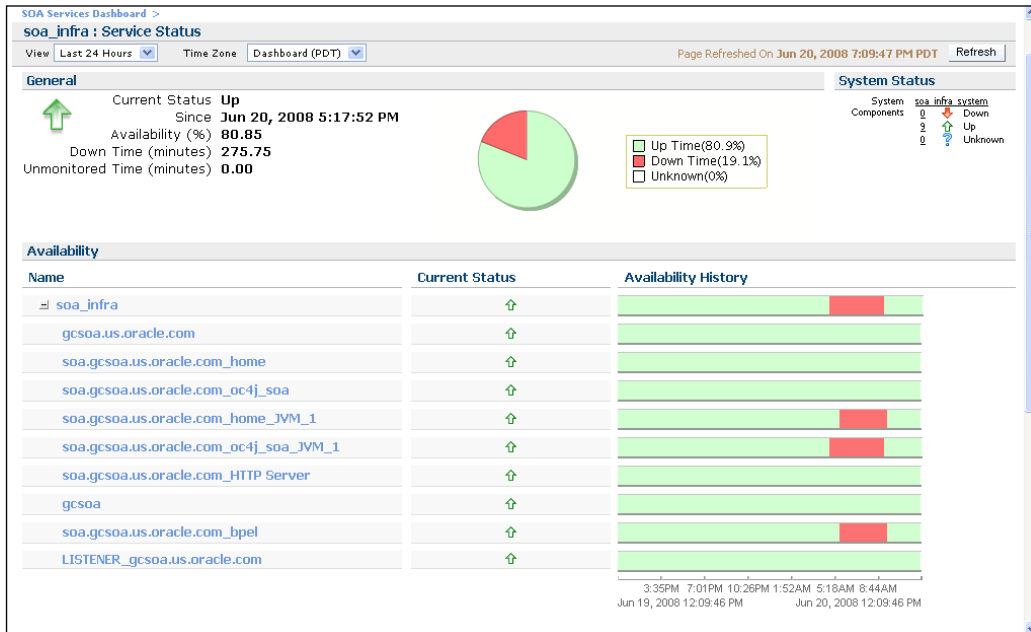 SOA Services Dashboard >
soa_infra : Service Status
View Last 24 Hours Time Zone Dashboard (PDT) Page Refreshed On Jun 20, 2008 7:09:47 PM PDT Refresh
General
Current Status Up
Since Jun 20, 2008 5:17:52 PM
Availability (%) 80.85
Down Time (minutes) 275.75
Unmonitored Time (minutes) 0.00
Up Time(80.9%)
Down Time(19.1%)
Unknown(0%)
System Status
System Components soa_infra_system
0 Down
9 Up
0 Unknown
Availability
Name Current Status Availability History
soa_infra
gcsoa.us.oracle.com
soa.gcsoa.us.oracle.com_home
soa.gcsoa.us.oracle.com_oc4j_soa
soa.gcsoa.us.oracle.com_home_JVM_1
soa.gcsoa.us.oracle.com_oc4j_soa_JVM_1
soa.gcsoa.us.oracle.com_HTTP Server
gcsoa
soa.gcsoa.us.oracle.com_bpel
LISTENER_gcsoa.us.oracle.com
3:35PM 7:01PM 10:26PM 1:52AM 5:18AM 8:44AM
Jun 19, 2008 12:09:46 PM Jun 20, 2008 12:09:46 PM